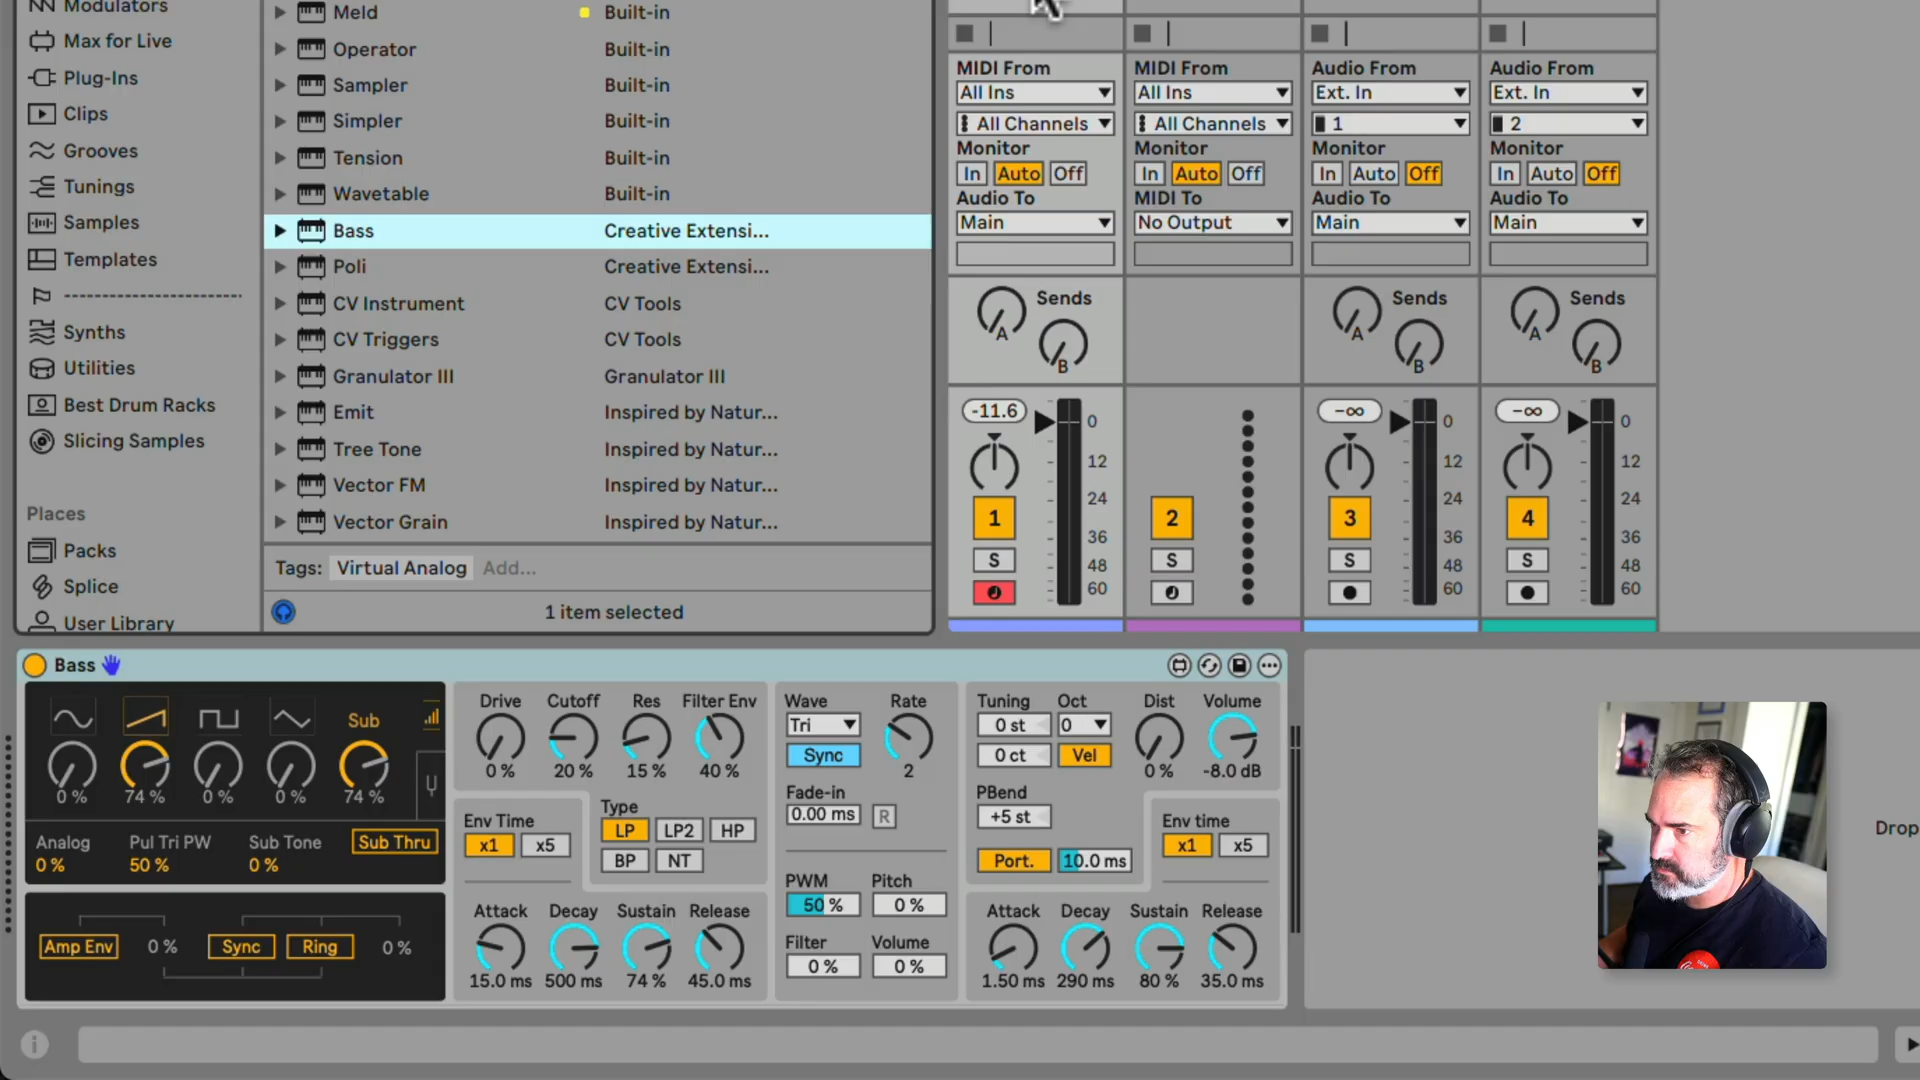 Modulators
Max for Live
Plug-Ins
Clips
Grooves
Tunings
Samples
Templates
Synths
Utilities
Best Drum Racks
Slicing Samples
Places
Packs
Splice
User Library
Meld Built-in
Operator Built-in
Sampler Built-in
Simpler Built-in
Tension Built-in
Wavetable Built-in
Bass Creative Extensi...
Poli Creative Extensi...
CV Instrument CV Tools
CV Triggers CV Tools
Granulator III Granulator III
Emit Inspired by Natur...
Tree Tone Inspired by Natur...
Vector FM Inspired by Natur...
Vector Grain Inspired by Natur...
Tags: Virtual Analog Add...
1 item selected
MIDI From MIDI From Audio From Audio From
All Ins All Ins Ext. In Ext. In
All Channels All Channels 1 2
Monitor Monitor Monitor Monitor
In Auto Off In Auto Off In Auto Off In Auto Off
Audio To MIDI To Audio To Audio To
Main No Output Main Main
Sends Sends Sends
A A A
B B B
-11.6 0 -∞ 0 -∞ 0
12 12 12
24 24 24
1 2 3 4
36 36 36
S S S S
48 48 48
60 60 60
Bass
Sub
0 % 74 % 0 % 0 % 74 %
Analog Pul Tri PW Sub Tone Sub Thru
0 % 50 % 0 %
Amp Env 0 % Sync Ring 0 %
Drive Cutoff Res Filter Env
0 % 20 % 15 % 40 %
Env Time Type
x1 x5 LP LP2 HP
BP NT
Attack Decay Sustain Release
15.0 ms 500 ms 74 % 45.0 ms
Wave Rate
Tri
Sync 2
Fade-in
0.00 ms R
PWM Pitch
50 % 0 %
Filter Volume
0 % 0 %
Tuning Oct Dist Volume
0 st 0
0 ct Vel 0 % -8.0 dB
PBend
+5 st Env time
Port. 10.0 ms x1 x5
Attack Decay Sustain Release
1.50 ms 290 ms 80 % 35.0 ms
Drop